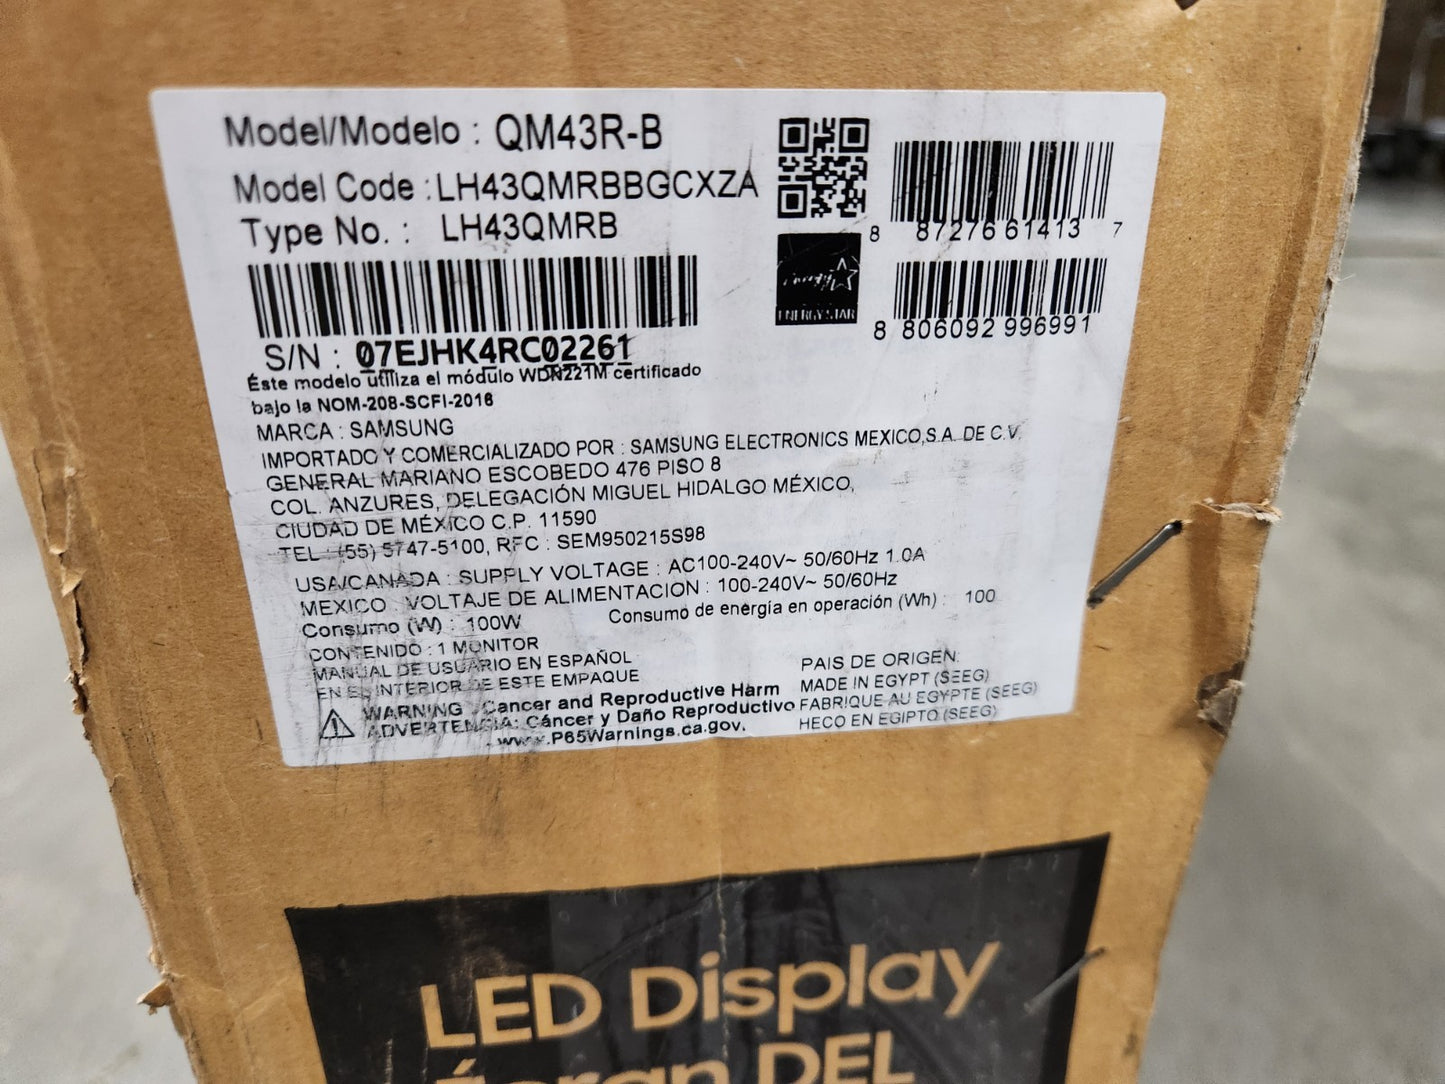 Model/Modelo : QM43R-B
Model Code : LH43QMRBBGCXZA
Type No. : LH43QMRB
8 87276 61413 7
ENERGY STAR
8 806092 996991
S/N : 07EJHK4RC02261
Éste modelo utiliza el módulo WDN221M certificado
bajo la NOM-208-SCFI-2016
MARCA : SAMSUNG
IMPORTADO Y COMERCIALIZADO POR : SAMSUNG ELECTRONICS MEXICO,S.A. DE C.V.
GENERAL MARIANO ESCOBEDO 476 PISO 8
COL. ANZURES, DELEGACIÓN MIGUEL HIDALGO MÉXICO,
CIUDAD DE MÉXICO C.P. 11590
TEL : (55) 5747-5100, RFC : SEM950215S98
USA/CANADA : SUPPLY VOLTAGE : AC100-240V~ 50/60Hz 1.0A
MEXICO : VOLTAJE DE ALIMENTACION : 100-240V~ 50/60Hz
Consumo (W) : 100W Consumo de energía en operación (Wh) : 100
CONTENIDO : 1 MONITOR
MANUAL DE USUARIO EN ESPAÑOL
EN EL INTERIOR DE ESTE EMPAQUE
WARNING : Cancer and Reproductive Harm
ADVERTENCIA: Cáncer y Daño Reproductivo
www.P65Warnings.ca.gov.
PAIS DE ORIGEN:
MADE IN EGYPT (SEEG)
FABRIQUE AU EGYPTE (SEEG)
HECO EN EGIPTO (SEEG)
LED Display
Écran DEL